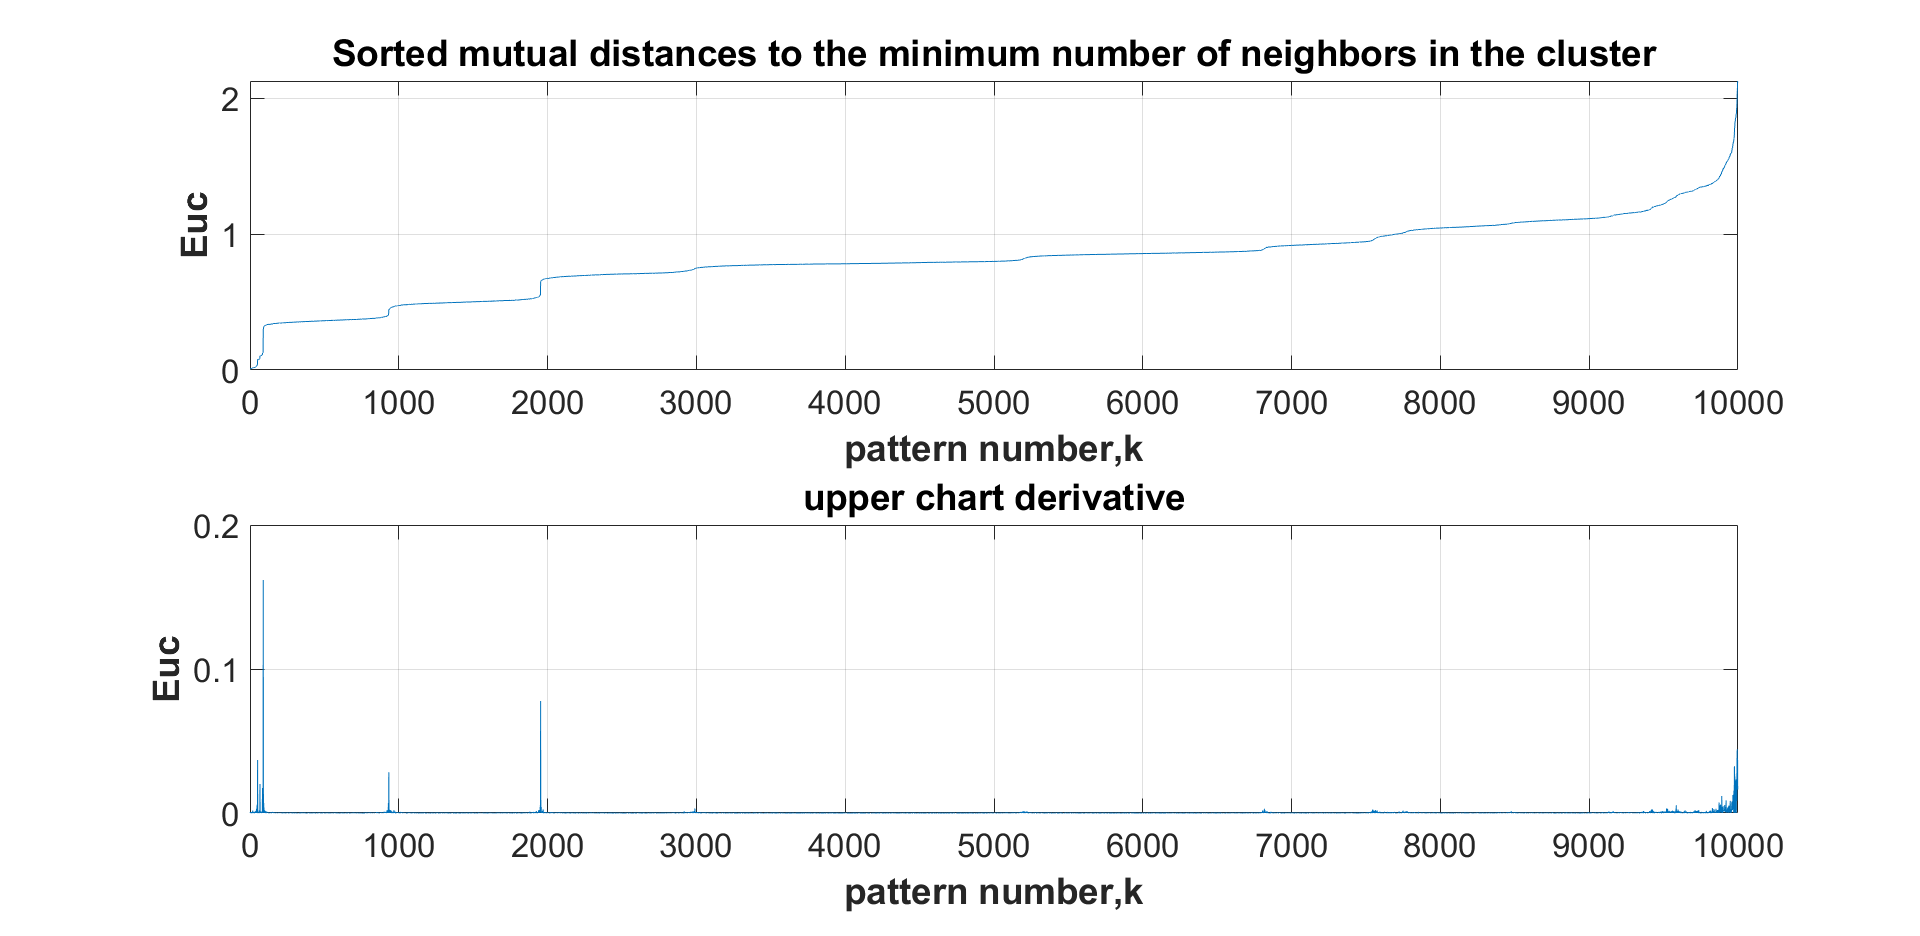 Sorted mutual distances to the minimum number of neighbors in the cluster
2
1
0
Euc
0 1000 2000 3000 4000 5000 6000 7000 8000 9000 10000
pattern number,k
upper chart derivative
0.2
0.1
0
Euc
0 1000 2000 3000 4000 5000 6000 7000 8000 9000 10000
pattern number,k